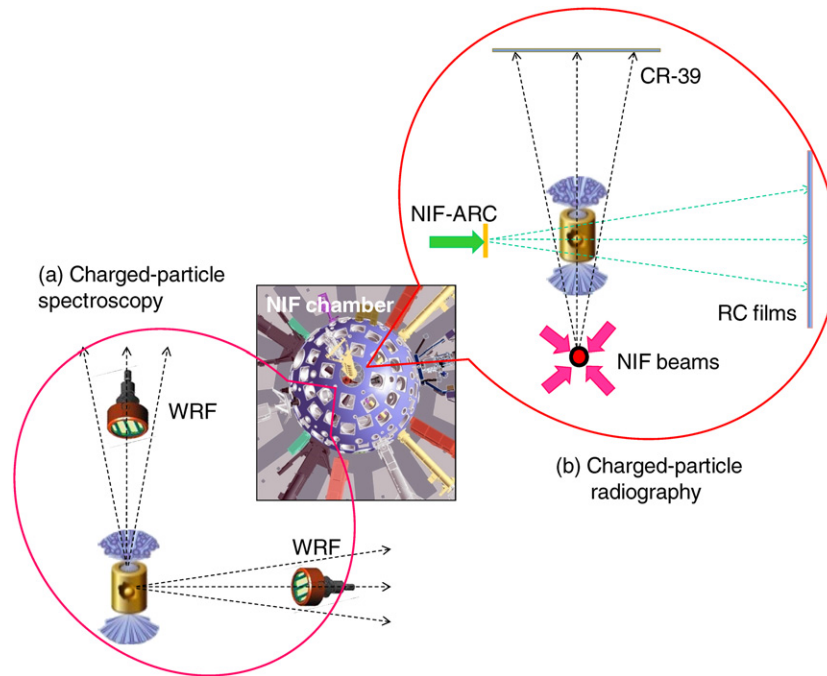 CR-39
NIF-ARC
(a) Charged-particle
spectroscopy
NIF chamber
RC films
NIF beams
WRF
(b) Charged-particle
radiography
WRF